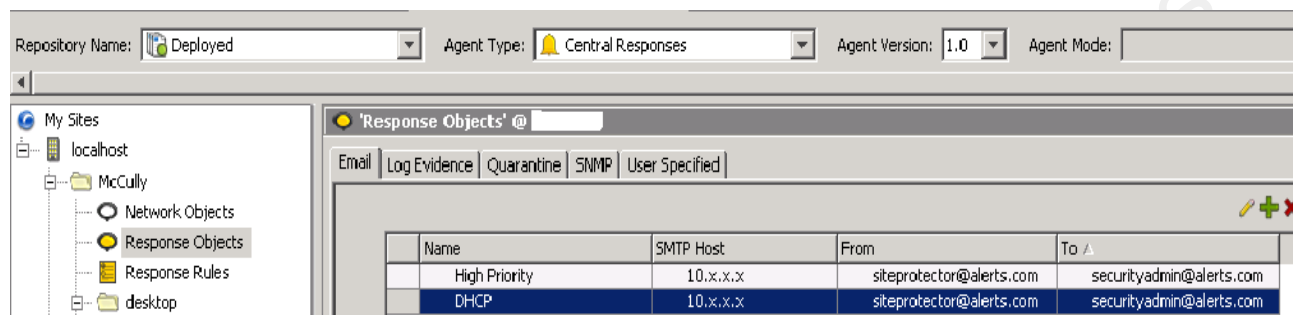 Repository Name: Deployed Agent Type: Central Responses Agent Version: 1.0 Agent Mode:
My Sites
localhost
McCully
Network Objects
Response Objects
Response Rules
desktop
'Response Objects' @
Email Log Evidence Quarantine SNMP User Specified
Name SMTP Host From To
High Priority 10.x.x.x siteprotector@alerts.com securityadmin@alerts.com
DHCP 10.x.x.x siteprotector@alerts.com securityadmin@alerts.com